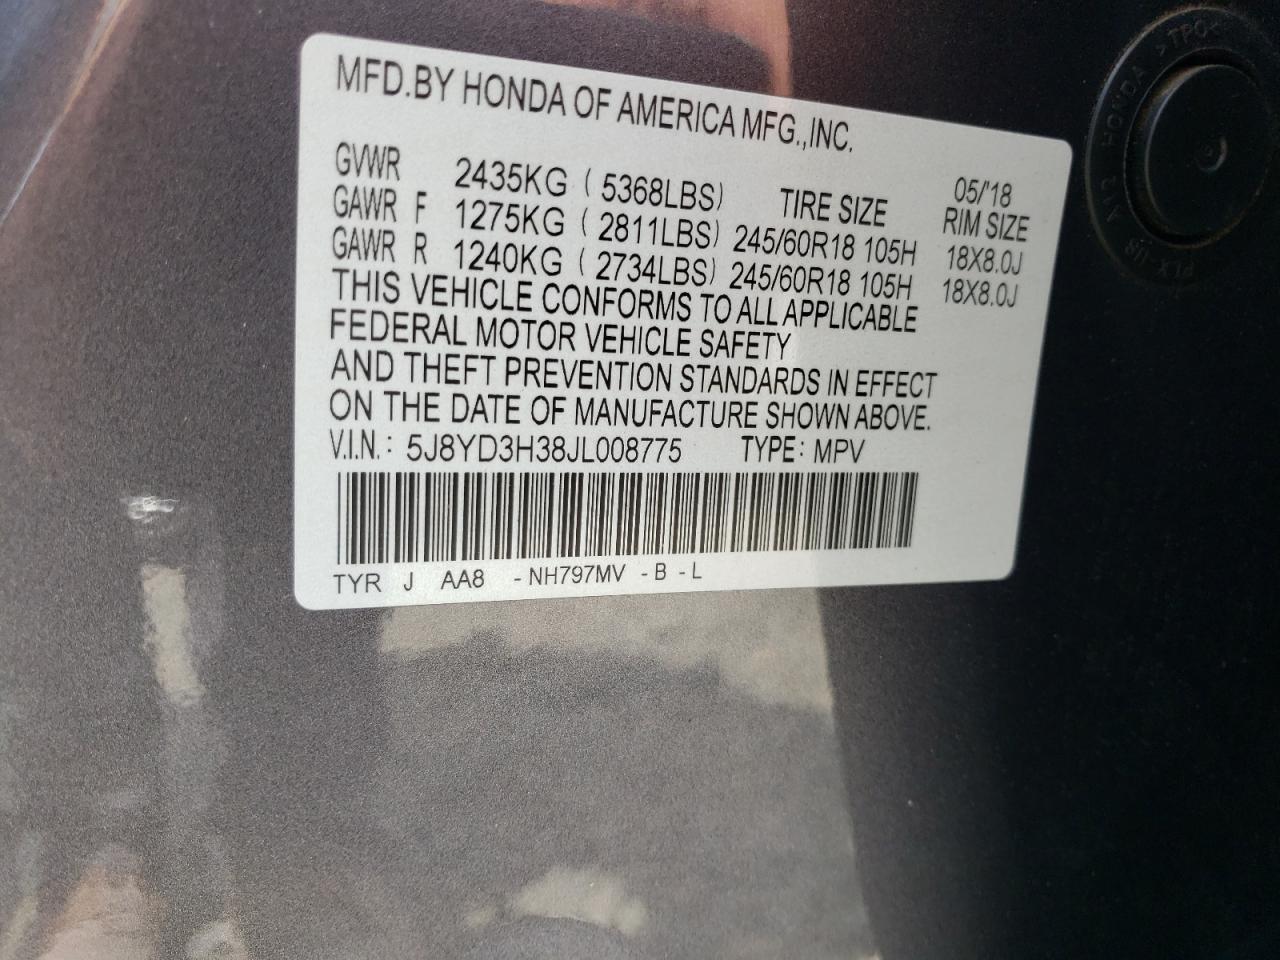 MFD.BY HONDA OF AMERICA MFG.,INC.
05/'18
GVWR 2435KG ( 5368LBS) TIRE SIZE RIM SIZE
GAWR F 1275KG ( 2811LBS) 245/60R18 105H 18X8.0J
GAWR R 1240KG ( 2734LBS) 245/60R18 105H 18X8.0J
THIS VEHICLE CONFORMS TO ALL APPLICABLE
FEDERAL MOTOR VEHICLE SAFETY
AND THEFT PREVENTION STANDARDS IN EFFECT
ON THE DATE OF MANUFACTURE SHOWN ABOVE.
V.I.N.: 5J8YD3H38JL008775 TYPE: MPV
TYR J AA8 -NH797MV -B -L
HONDA >TPO<